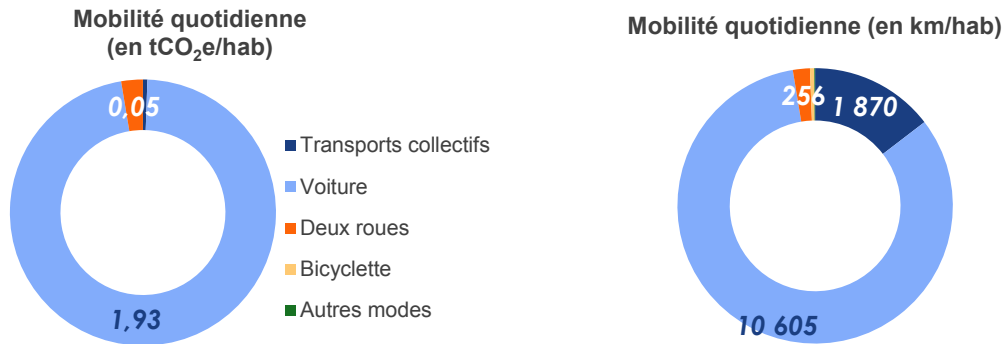 Mobilité quotidienne
(en tCO₂e/hab)
0,05
1,93
Transports collectifs
Voiture
Deux roues
Bicyclette
Autres modes
Mobilité quotidienne (en km/hab)
256
1 870
10 605